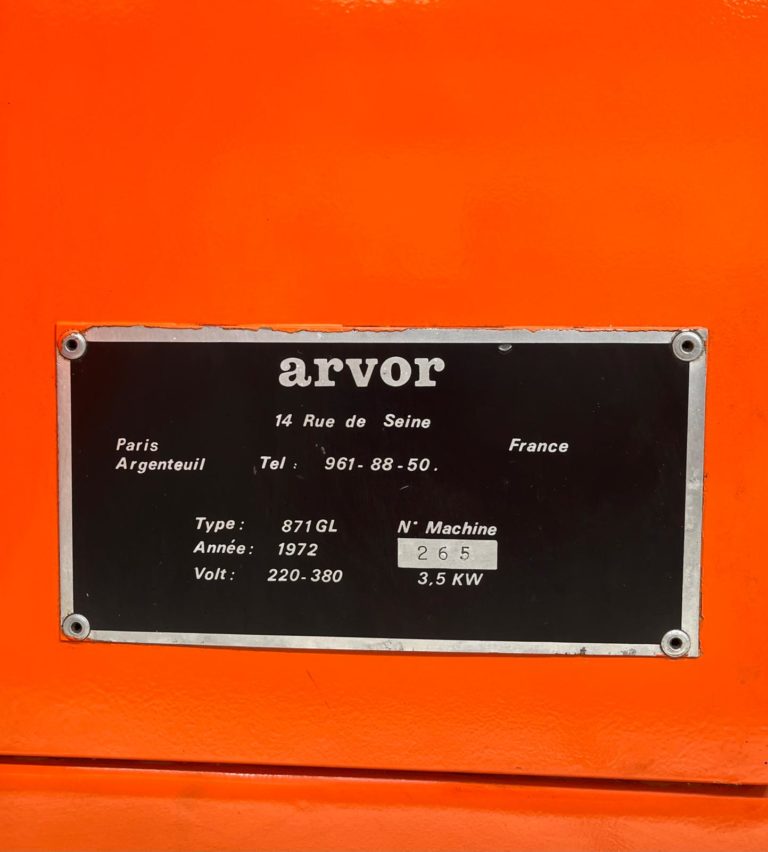 arvor
14 Rue de Seine
Paris France
Argenteuil Tel : 961-88-50.
Type : 871GL N° Machine
Année : 1972 265
Volt : 220-380 3,5 KW